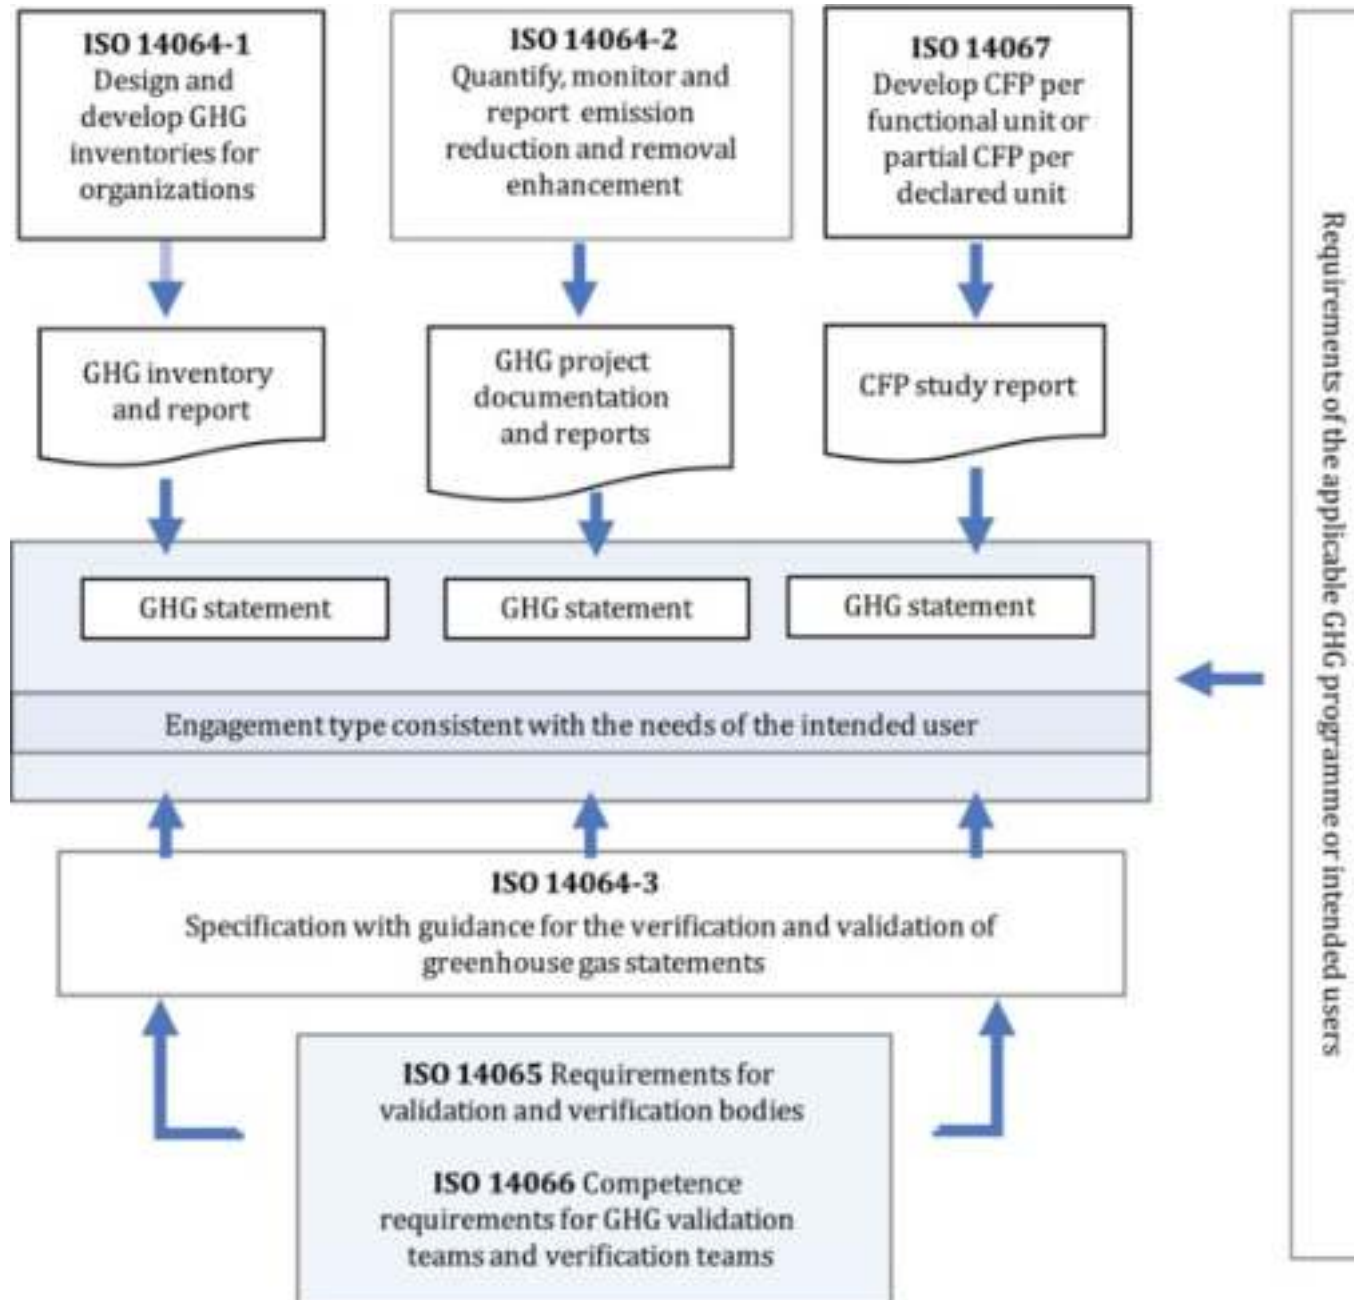 ISO 14064-1
Design and
develop GHG
inventories for
organizations
ISO 14064-2
Quantify, monitor and
report emission
reduction and removal
enhancement
ISO 14067
Develop CFP per
functional unit or
partial CFP per
declared unit
GHG inventory
and report
GHG project
documentation
and reports
CFP study report
GHG statement
GHG statement
GHG statement
Engagement type consistent with the needs of the intended user
ISO 14064-3
Specification with guidance for the verification and validation of
greenhouse gas statements
ISO 14065 Requirements for
validation and verification bodies
ISO 14066 Competence
requirements for GHG validation
teams and verification teams
Requirements of the applicable GHG programme or intended users